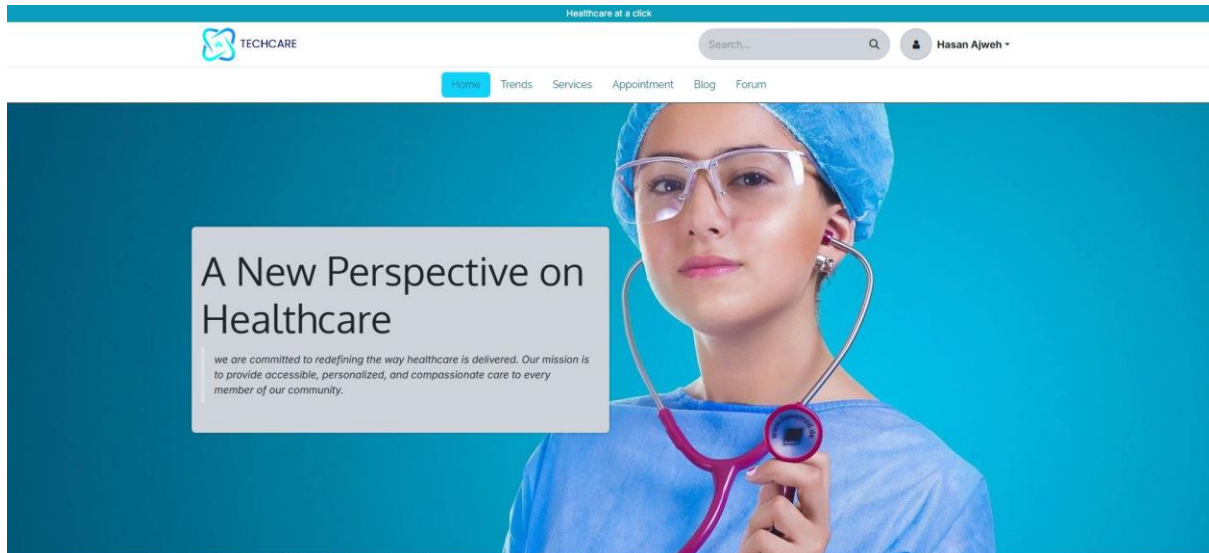 Healthcare at a click
TECHCARE
Search...
Hasan Ajweh
Home
Trends
Services
Appointment
Blog
Forum
A New Perspective on
Healthcare
we are committed to redefining the way healthcare is delivered. Our mission is
to provide accessible, personalized, and compassionate care to every
member of our community.